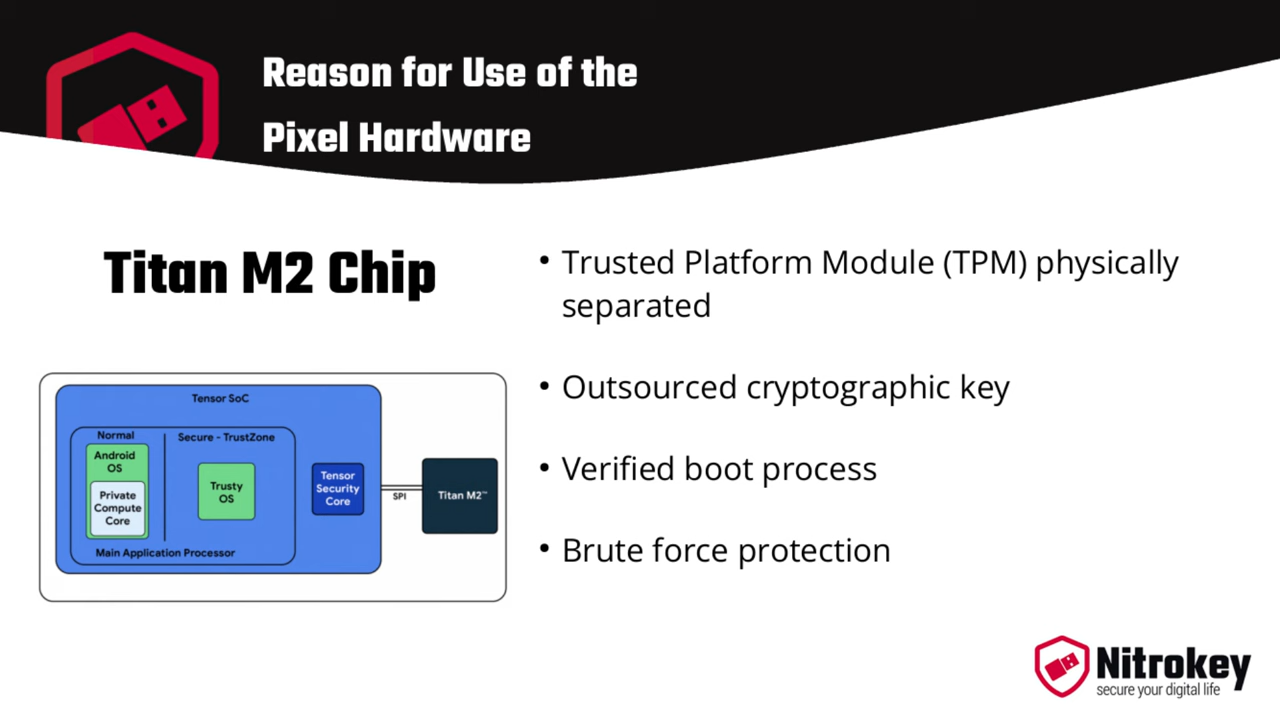 Reason for Use of the
Pixel Hardware
Titan M2 Chip
• Trusted Platform Module (TPM) physically
separated
• Outsourced cryptographic key
• Verified boot process
• Brute force protection
Tensor SoC
Normal
Secure - TrustZone
Android
OS
Private
Compute
Core
Trusty
OS
Main Application Processor
Tensor
Security
Core
SPI
Titan M2™
Nitrokey
secure your digital life